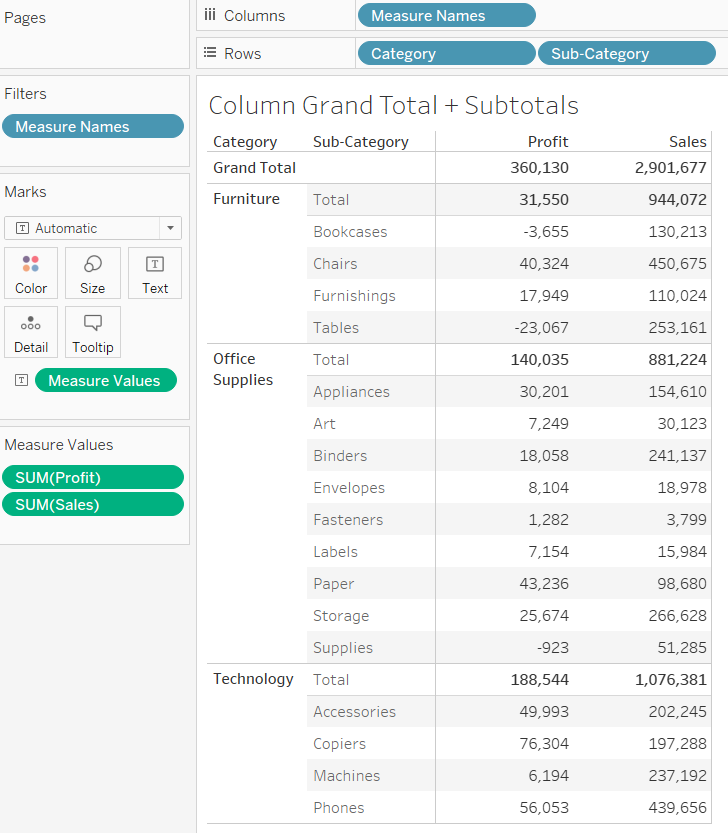 Pages
Columns Measure Names
Rows Category Sub-Category
Filters
Measure Names
Marks
T Automatic
Color Size T Text
Detail Tooltip
T Measure Values
Measure Values
SUM(Profit)
SUM(Sales)
Column Grand Total + Subtotals
Category Sub-Category Profit Sales
Grand Total 360,130 2,901,677
Furniture Total 31,550 944,072
Bookcases -3,655 130,213
Chairs 40,324 450,675
Furnishings 17,949 110,024
Tables -23,067 253,161
Office Supplies Total 140,035 881,224
Appliances 30,201 154,610
Art 7,249 30,123
Binders 18,058 241,137
Envelopes 8,104 18,978
Fasteners 1,282 3,799
Labels 7,154 15,984
Paper 43,236 98,680
Storage 25,674 266,628
Supplies -923 51,285
Technology Total 188,544 1,076,381
Accessories 49,993 202,245
Copiers 76,304 197,288
Machines 6,194 237,192
Phones 56,053 439,656